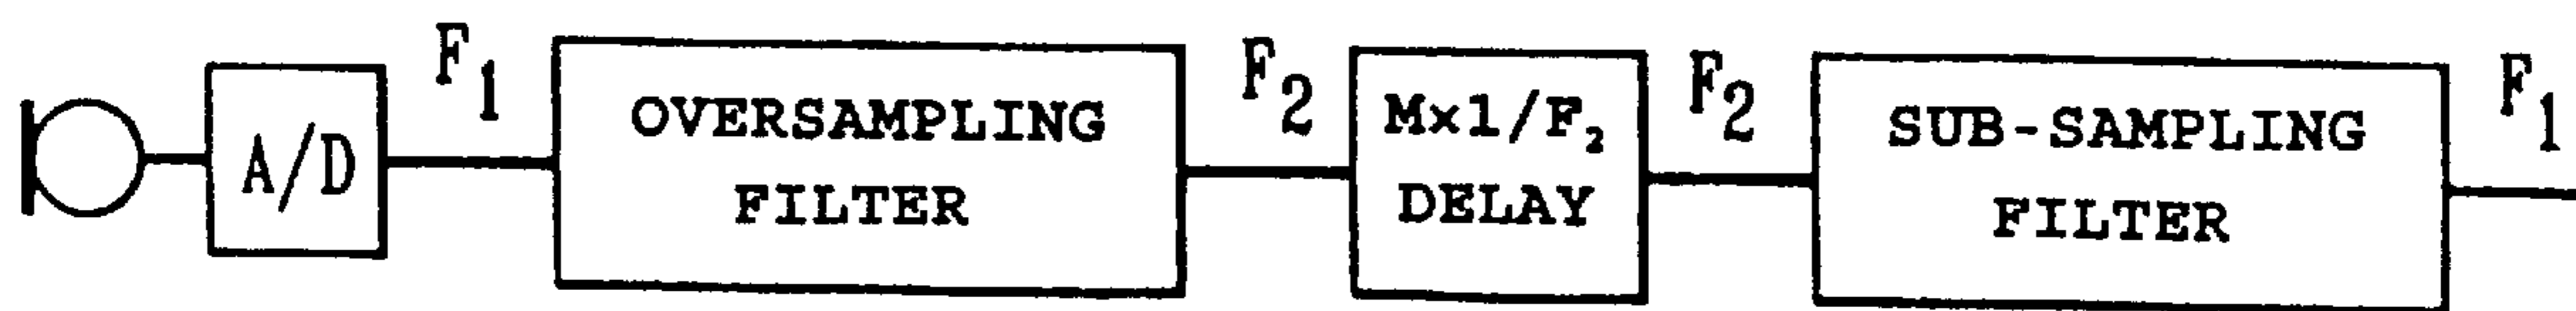 A/D
F₁
OVERSAMPLING
FILTER
F₂
M×1/F₂
DELAY
F₂
SUB-SAMPLING
FILTER
F₁